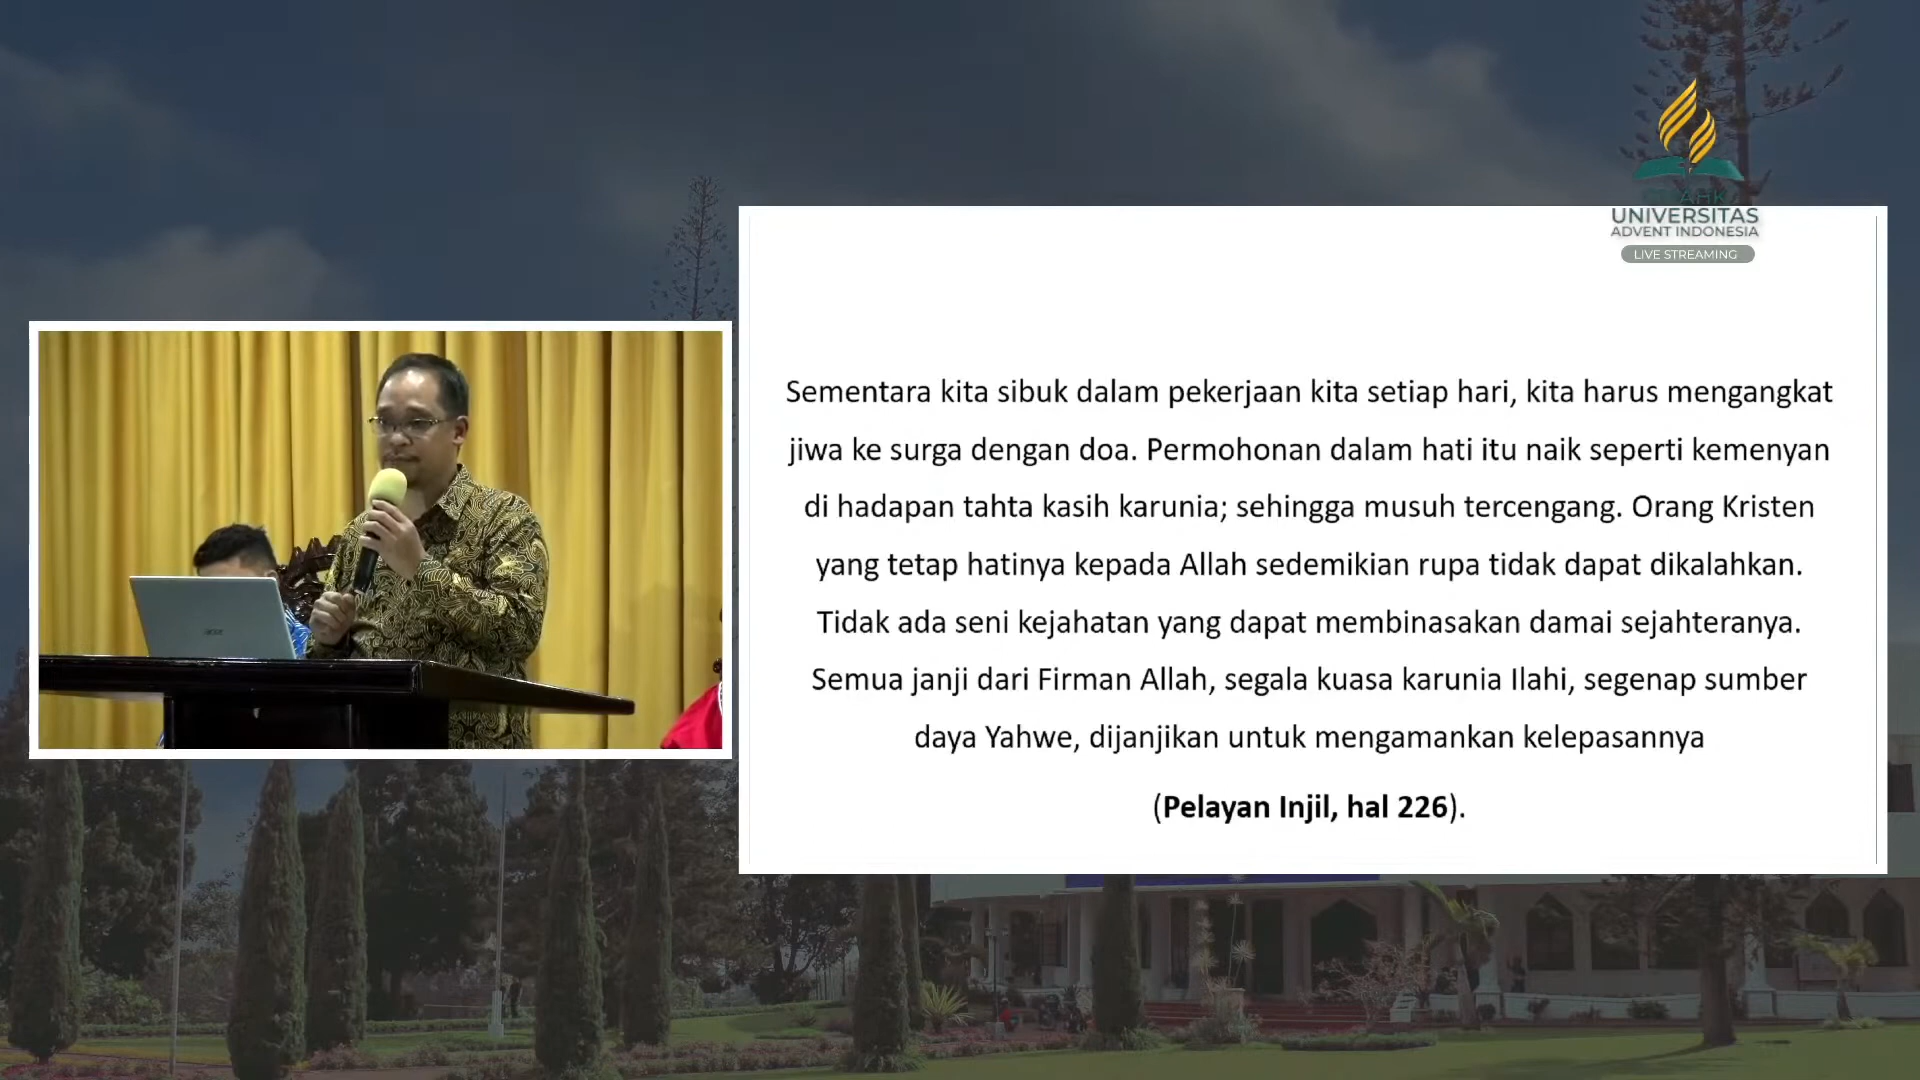 UNIVERSITAS
ADVENT INDONESIA
LIVE STREAMING
Sementara kita sibuk dalam pekerjaan kita setiap hari, kita harus mengangkat
jiwa ke surga dengan doa. Permohonan dalam hati itu naik seperti kemenyan
di hadapan tahta kasih karunia; sehingga musuh tercengang. Orang Kristen
yang tetap hatinya kepada Allah sedemikian rupa tidak dapat dikalahkan.
Tidak ada seni kejahatan yang dapat membinasakan damai sejahteranya.
Semua janji dari Firman Allah, segala kuasa karunia Ilahi, segenap sumber
daya Yahwe, dijanjikan untuk mengamankan kelepasannya
(Pelayan Injil, hal 226).
acer